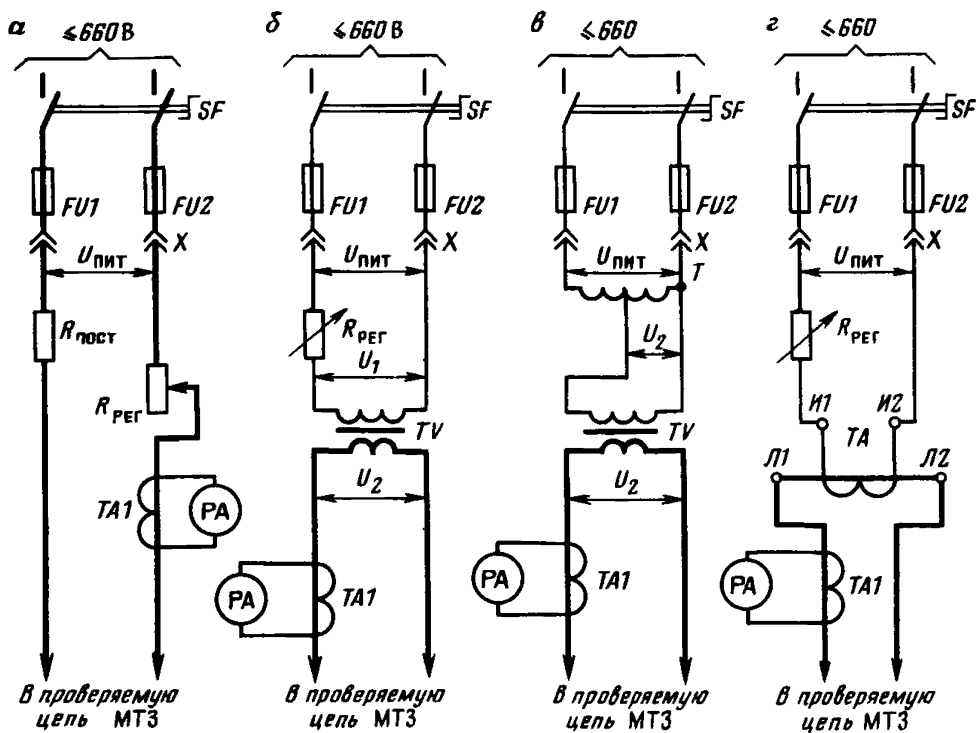 а
≤660 В
SF
FU1
FU2
X
Uпит
Rпост
Rрег
TA1
PA
В проверяемую
цепь МТЗ
б
≤660 В
SF
FU1
FU2
X
Uпит
Rрег
U1
TV
U2
PA
TA1
В проверяемую
цепь МТЗ
в
≤660
SF
FU1
FU2
X
Uпит
T
U2
TV
U2
PA
TA1
В проверяемую
цепь МТЗ
г
≤660
SF
FU1
FU2
X
Uпит
Rрег
И1
И2
TA
Л1
Л2
PA
TA1
В проверяемую
цепь МТЗ